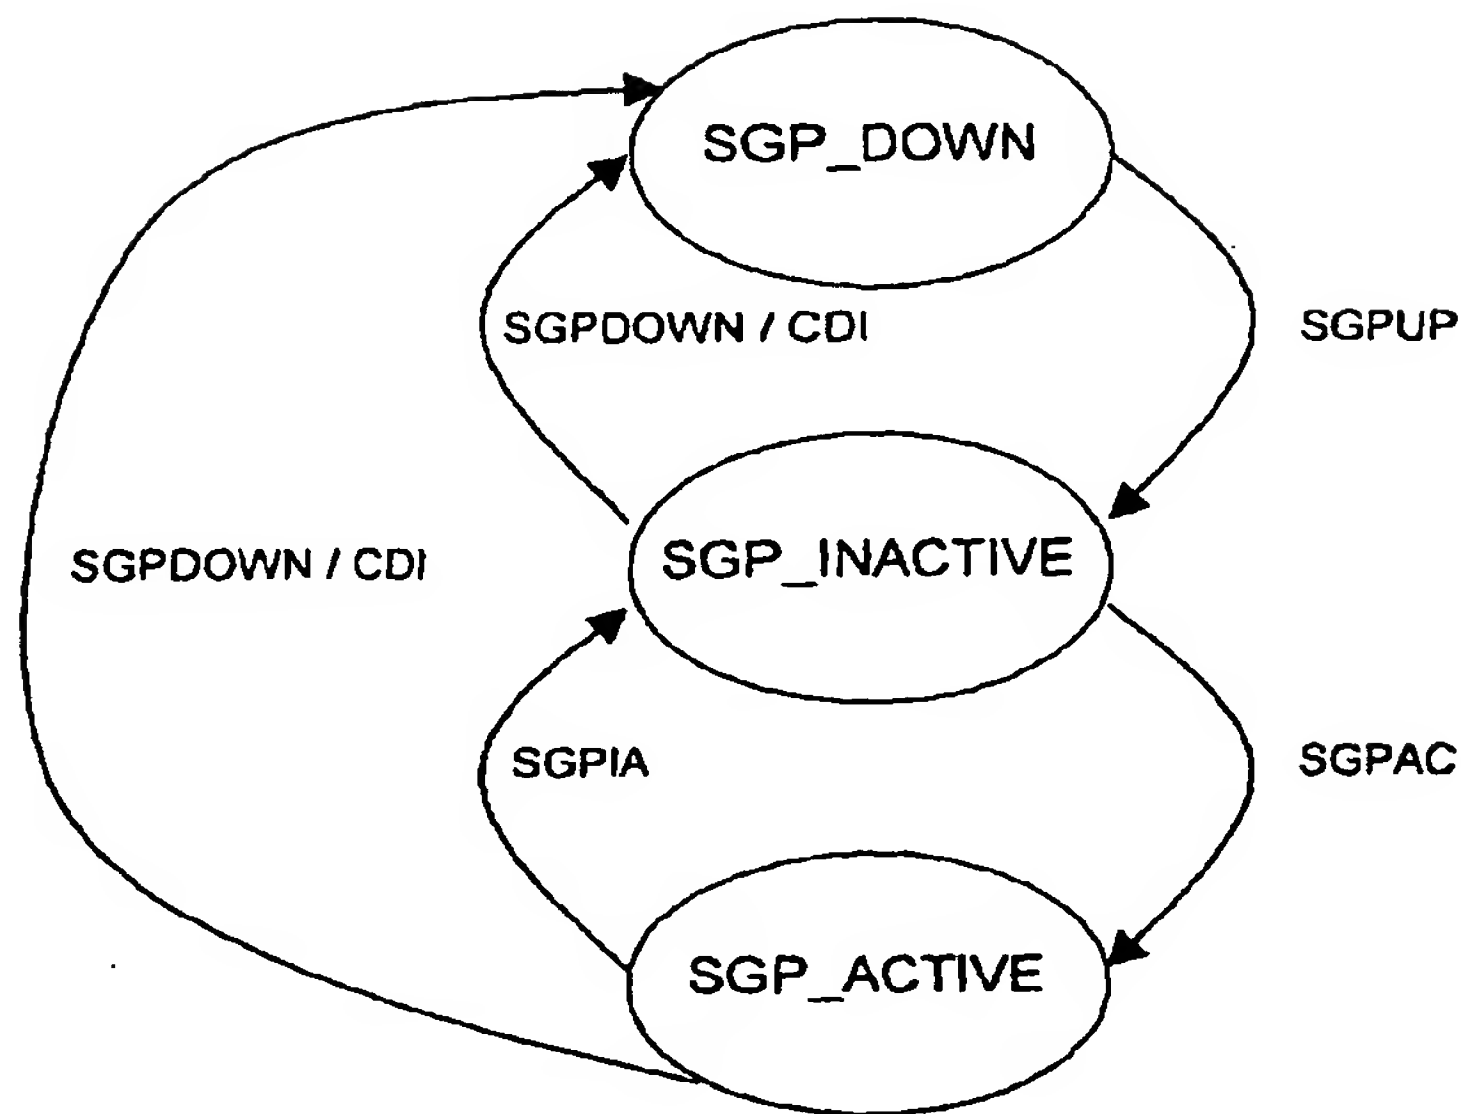 SGP_DOWN
SGPDOWN / CDI
SGPUP
SGP_INACTIVE
SGPDOWN / CDI
SGPIA
SGPAC
SGP_ACTIVE